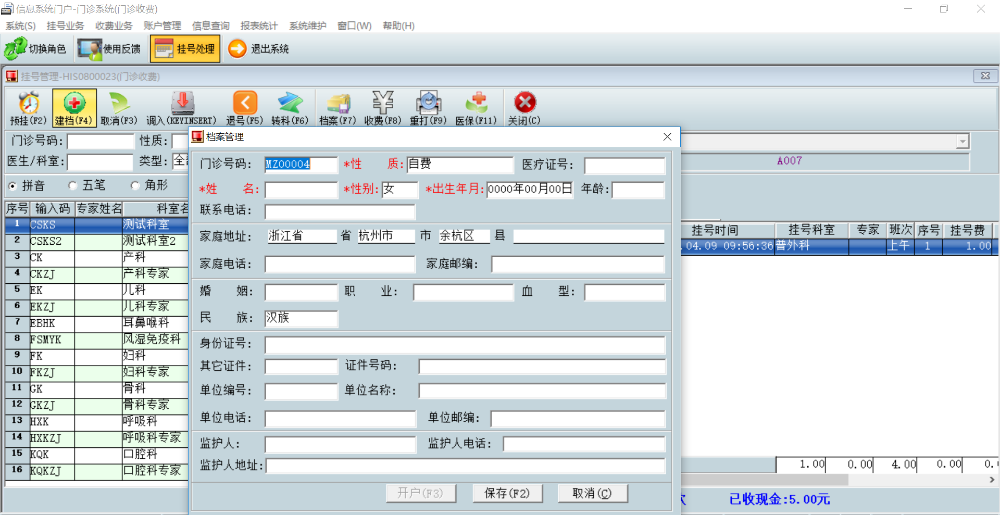 信息系统门户-门诊系统(门诊收费)
系统(S) 挂号业务 收费业务 账户管理 信息查询 报表统计 系统维护 窗口(W) 帮助(H)
切换角色 使用反馈 挂号处理 退出系统
挂号管理-HIS0800023(门诊收费)
预挂(F2) 建档(F4) 取消(F3) 调入(KEYINSERT) 退号(F5) 转科(F6) 档案(F7) 收费(F8) 重打(F9) 医保(F11) 关闭(C)
门诊号码: 性质:
医生/科室: 类型: 全 A007
拼音 五笔 角形
序号 输入码 专家姓名 科室名
1 CSKS 测试科室
2 CSKS2 测试科室2
3 CK 产科
4 CKZJ 产科专家
5 EK 儿科
6 EKZJ 儿科专家
7 EBHK 耳鼻喉科
8 FSMYK 风湿免疫科
9 FK 妇科
10 FKZJ 妇科专家
11 GK 骨科
12 GKZJ 骨科专家
13 HXK 呼吸科
14 HXKZJ 呼吸科专家
15 KQK 口腔科
16 KQKZJ 口腔科专家
档案管理
门诊号码: MZ00004 *性 质: 自费 医疗证号:
*姓 名: *性别: 女 *出生年月: 0000年00月00日 年龄:
联系电话:
家庭地址: 浙江省 省 杭州市 市 余杭区 县
家庭电话: 家庭邮编:
婚 姻: 职 业: 血 型:
民 族: 汉族
身份证号:
其它证件: 证件号码:
单位编号: 单位名称:
单位电话: 单位邮编:
监护人: 监护人电话:
监护人地址:
开户(F3) 保存(F2) 取消(C)
挂号时间 挂号科室 专家 班次 序号 挂号费
.04.09 09:56:36 普外科 上午 1 1.00
1.00 0.00 4.00 0.00 0.
次 已收现金:5.00元